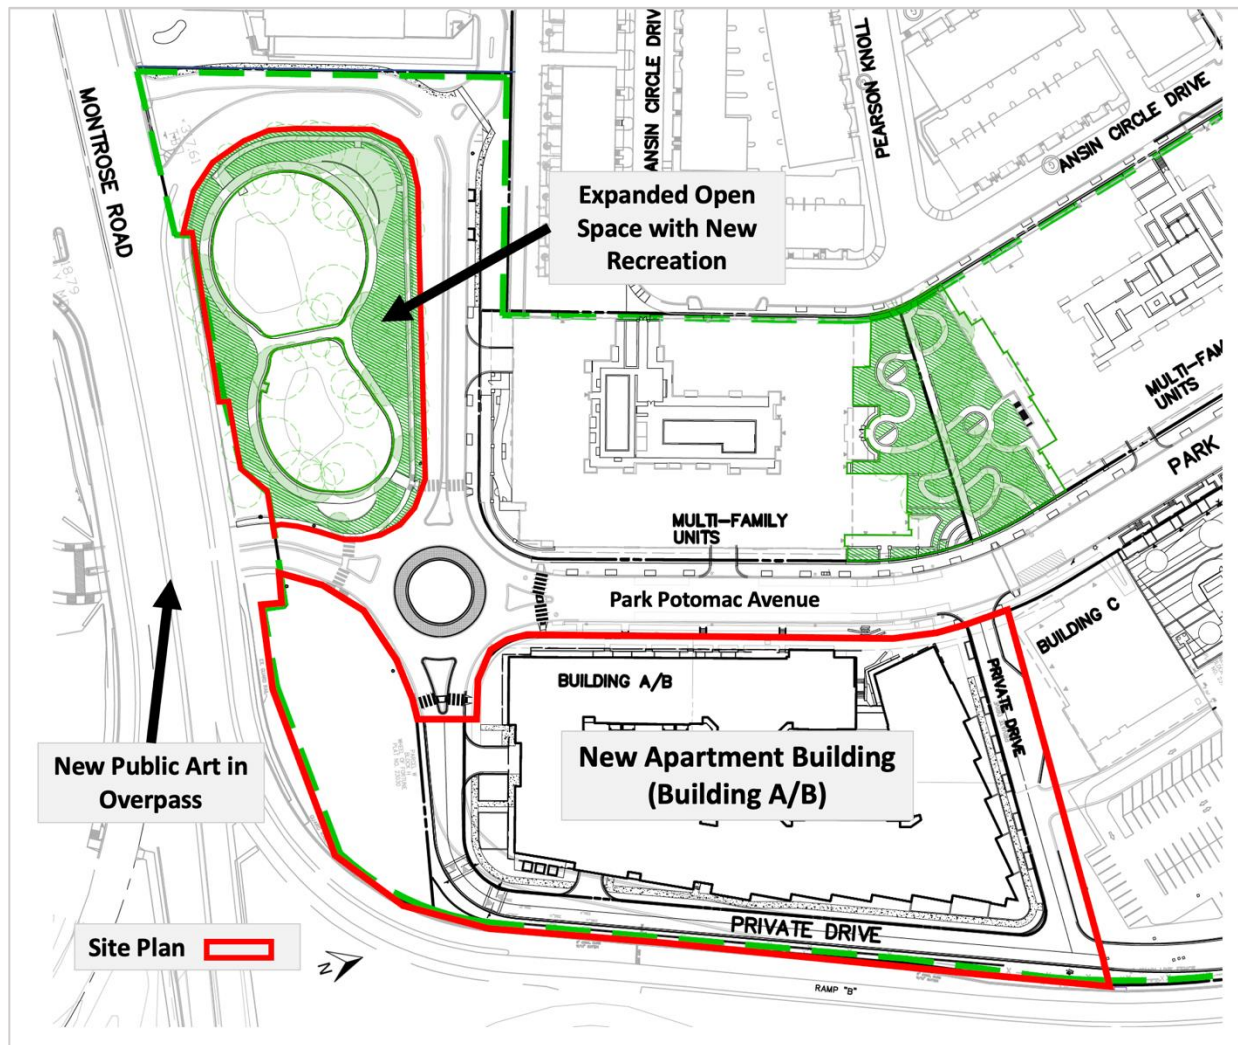 MONTROSE ROAD
ANSIN CIRCLE DRIV
PEARSON KNOLL
ANSIN CIRCLE DRIVE
Expanded Open
Space with New
Recreation
MULTI-FAM
UNITS
PARK
MULTI-FAMILY
UNITS
Park Potomac Avenue
BUILDING C
PRIVATE DRIVE
BUILDING A/B
New Apartment Building
(Building A/B)
New Public Art in
Overpass
PRIVATE DRIVE
Site Plan
N
RAMP "B"